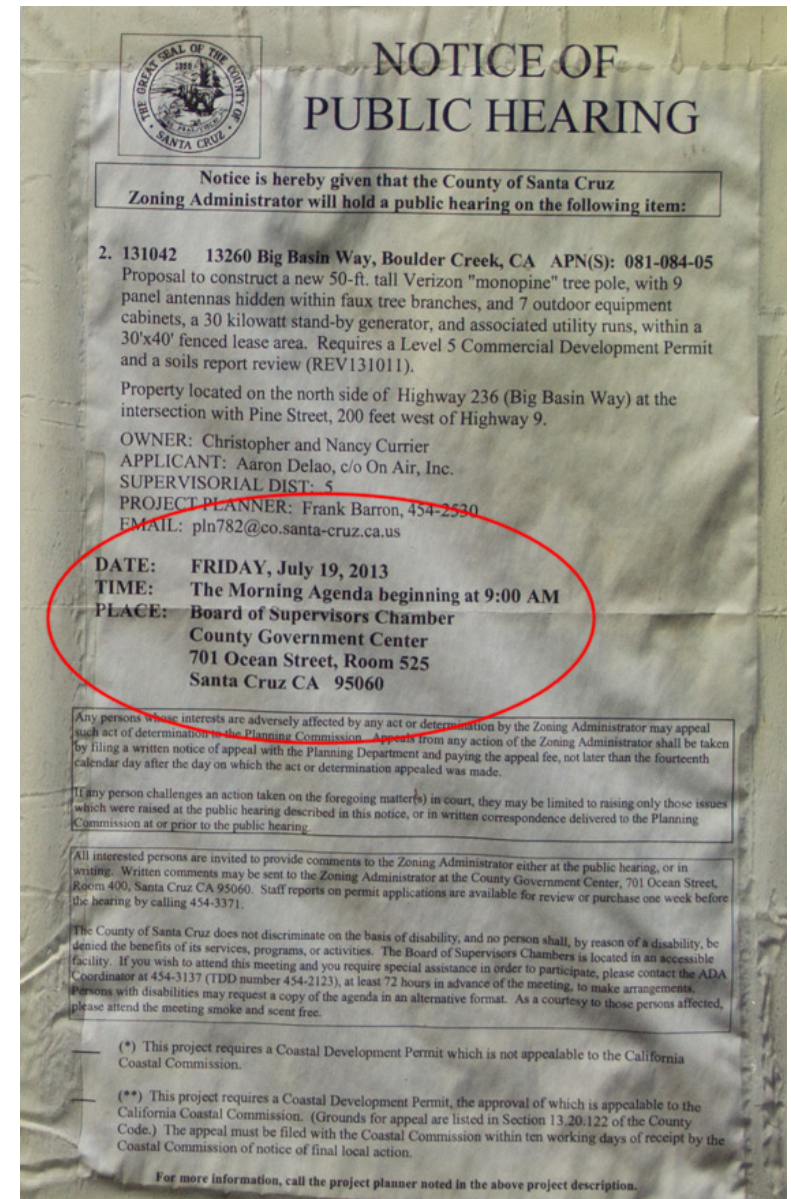 THE GREAT SEAL OF THE COUNTY OF
SANTA CRUZ
1850
NOTICE OF
PUBLIC HEARING
Notice is hereby given that the County of Santa Cruz
Zoning Administrator will hold a public hearing on the following item:
2. 131042 13260 Big Basin Way, Boulder Creek, CA APN(S): 081-084-05
Proposal to construct a new 50-ft. tall Verizon "monopine" tree pole, with 9
panel antennas hidden within faux tree branches, and 7 outdoor equipment
cabinets, a 30 kilowatt stand-by generator, and associated utility runs, within a
30'x40' fenced lease area. Requires a Level 5 Commercial Development Permit
and a soils report review (REV131011).
Property located on the north side of Highway 236 (Big Basin Way) at the
intersection with Pine Street, 200 feet west of Highway 9.
OWNER: Christopher and Nancy Currier
APPLICANT: Aaron Delao, c/o On Air, Inc.
SUPERVISORIAL DIST: 5
PROJECT PLANNER: Frank Barron, 454-2530
EMAIL: pln782@co.santa-cruz.ca.us
DATE: FRIDAY, July 19, 2013
TIME: The Morning Agenda beginning at 9:00 AM
PLACE: Board of Supervisors Chamber
County Government Center
701 Ocean Street, Room 525
Santa Cruz CA 95060
Any persons whose interests are adversely affected by any act or determination by the Zoning Administrator may appeal
such act of determination to the Planning Commission. Appeals from any action of the Zoning Administrator shall be taken
by filing a written notice of appeal with the Planning Department and paying the appeal fee, not later than the fourteenth
calendar day after the day on which the act or determination appealed was made.
If any person challenges an action taken on the foregoing matter(s) in court, they may be limited to raising only those issues
which were raised at the public hearing described in this notice, or in written correspondence delivered to the Planning
Commission at or prior to the public hearing.
All interested persons are invited to provide comments to the Zoning Administrator either at the public hearing, or in
writing. Written comments may be sent to the Zoning Administrator at the County Government Center, 701 Ocean Street,
Room 400, Santa Cruz CA 95060. Staff reports on permit applications are available for review or purchase one week before
the hearing by calling 454-3371.
The County of Santa Cruz does not discriminate on the basis of disability, and no person shall, by reason of a disability, be
denied the benefits of its services, programs, or activities. The Board of Supervisors Chambers is located in an accessible
facility. If you wish to attend this meeting and you require special assistance in order to participate, please contact the ADA
Coordinator at 454-3137 (TDD number 454-2123), at least 72 hours in advance of the meeting, to make arrangements.
Persons with disabilities may request a copy of the agenda in an alternative format. As a courtesy to those persons affected,
please attend the meeting smoke and scent free.
(*) This project requires a Coastal Development Permit which is not appealable to the California
Coastal Commission.
(**) This project requires a Coastal Development Permit, the approval of which is appealable to the
California Coastal Commission. (Grounds for appeal are listed in Section 13.20.122 of the County
Code.) The appeal must be filed with the Coastal Commission within ten working days of receipt by the
Coastal Commission of notice of final local action.
For more information, call the project planner noted in the above project description.